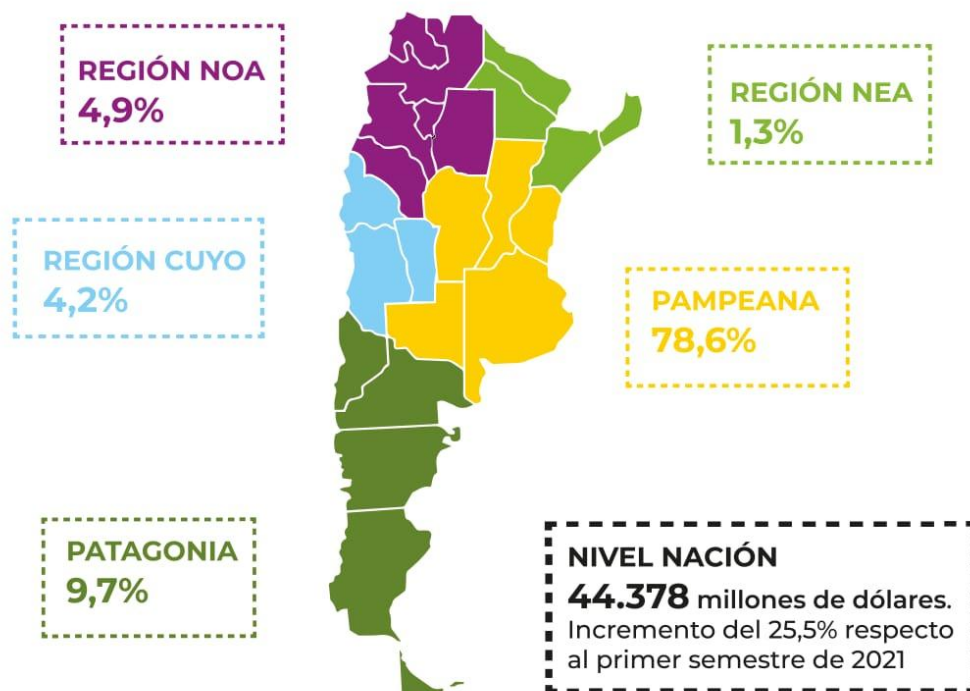 REGIÓN NOA
4,9%
REGIÓN NEA
1,3%
REGIÓN CUYO
4,2%
PAMPEANA
78,6%
PATAGONIA
9,7%
NIVEL NACIÓN
44.378 millones de dólares.
Incremento del 25,5% respecto
al primer semestre de 2021